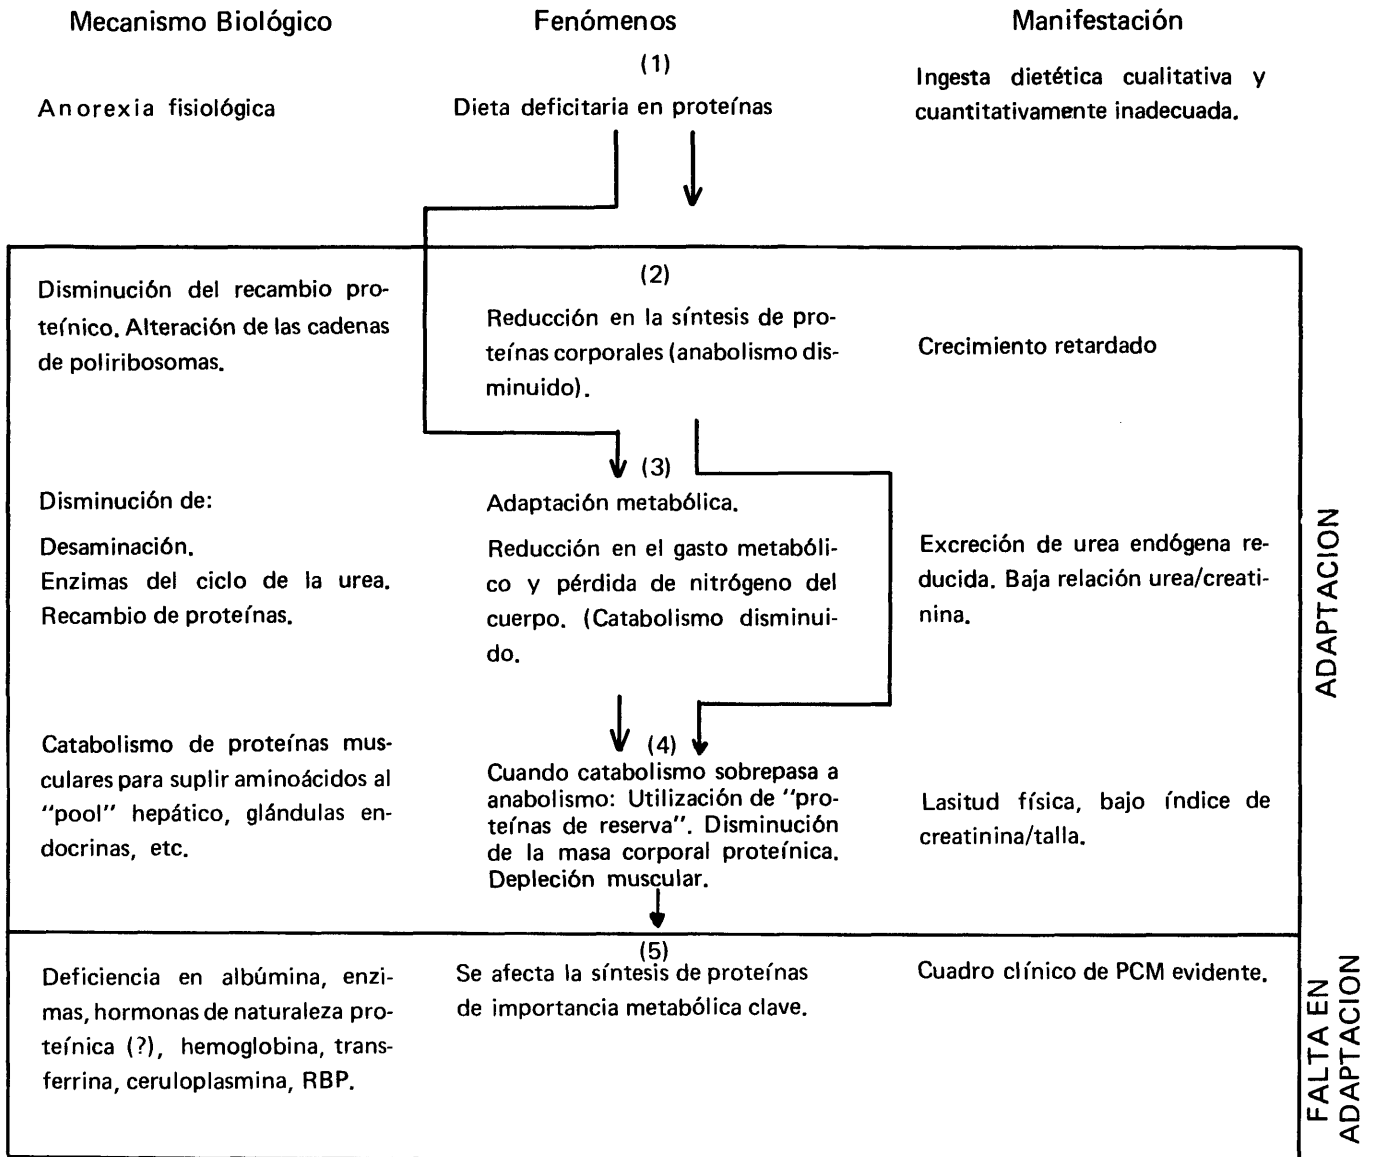 Mecanismo Biológico
Fenómenos
Manifestación
(1)
Anorexia fisiológica
Dieta deficitaria en proteínas
Ingesta dietética cualitativa y
cuantitativamente inadecuada.
(2)
Disminución del recambio pro-
teínico. Alteración de las cadenas
de poliribosomas.
Reducción en la síntesis de pro-
teínas corporales (anabolismo dis-
minuido).
Crecimiento retardado
(3)
Disminución de:
Desaminación.
Enzimas del ciclo de la urea.
Recambio de proteínas.
Adaptación metabólica.
Reducción en el gasto metabóli-
co y pérdida de nitrógeno del
cuerpo. (Catabolismo disminui-
do.
Excreción de urea endógena re-
ducida. Baja relación urea/creati-
nina.
ADAPTACION
(4)
Catabolismo de proteínas mus-
culares para suplir aminoácidos al
"pool" hepático, glándulas en-
docrinas, etc.
Cuando catabolismo sobrepasa a
anabolismo: Utilización de "pro-
teínas de reserva". Disminución
de la masa corporal proteínica.
Depleción muscular.
Lasitud física, bajo índice de
creatinina/talla.
(5)
Deficiencia en albúmina, enzi-
mas, hormonas de naturaleza pro-
teínica (?), hemoglobina, trans-
ferrina, ceruloplasmina, RBP.
Se afecta la síntesis de proteínas
de importancia metabólica clave.
Cuadro clínico de PCM evidente.
FALTA EN
ADAPTACION